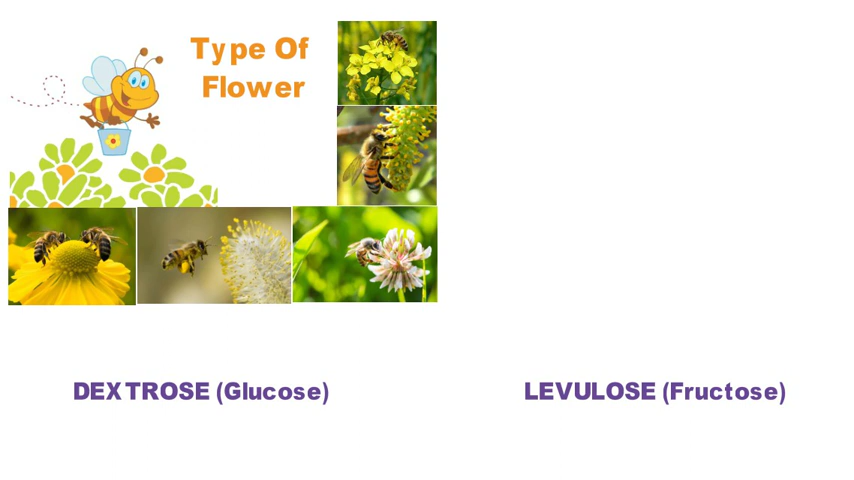 Type Of
Flower
DEXTROSE (Glucose)
LEVULOSE (Fructose)